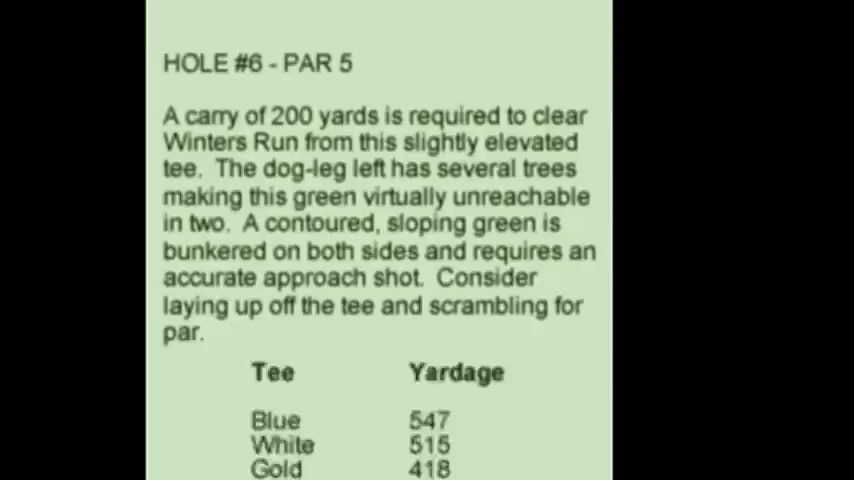 HOLE #6 - PAR 5
A carry of 200 yards is required to clear
Winters Run from this slightly elevated
tee.  The dog-leg left has several trees
making this green virtually unreachable
in two.  A contoured, sloping green is
bunkered on both sides and requires an
accurate approach shot.  Consider
laying up off the tee and scrambling for
par.
Tee Yardage
Blue 547
White 515
Gold 418